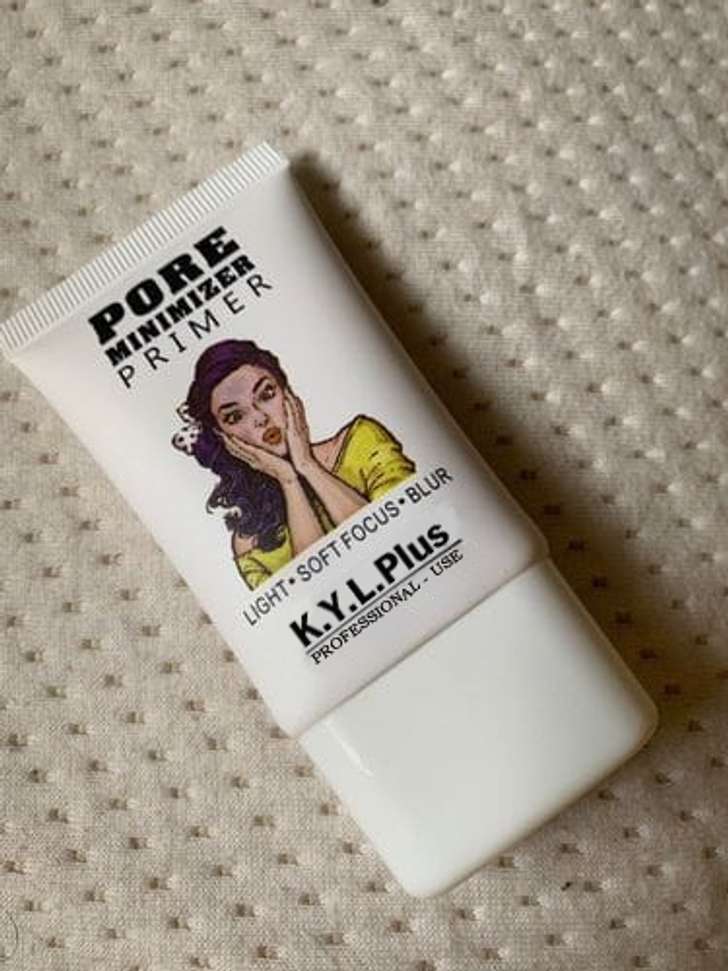 PORE
MINIMIZER
PRIMER
LIGHT • SOFT FOCUS • BLUR
K.Y.L.Plus
PROFESSIONAL - USE